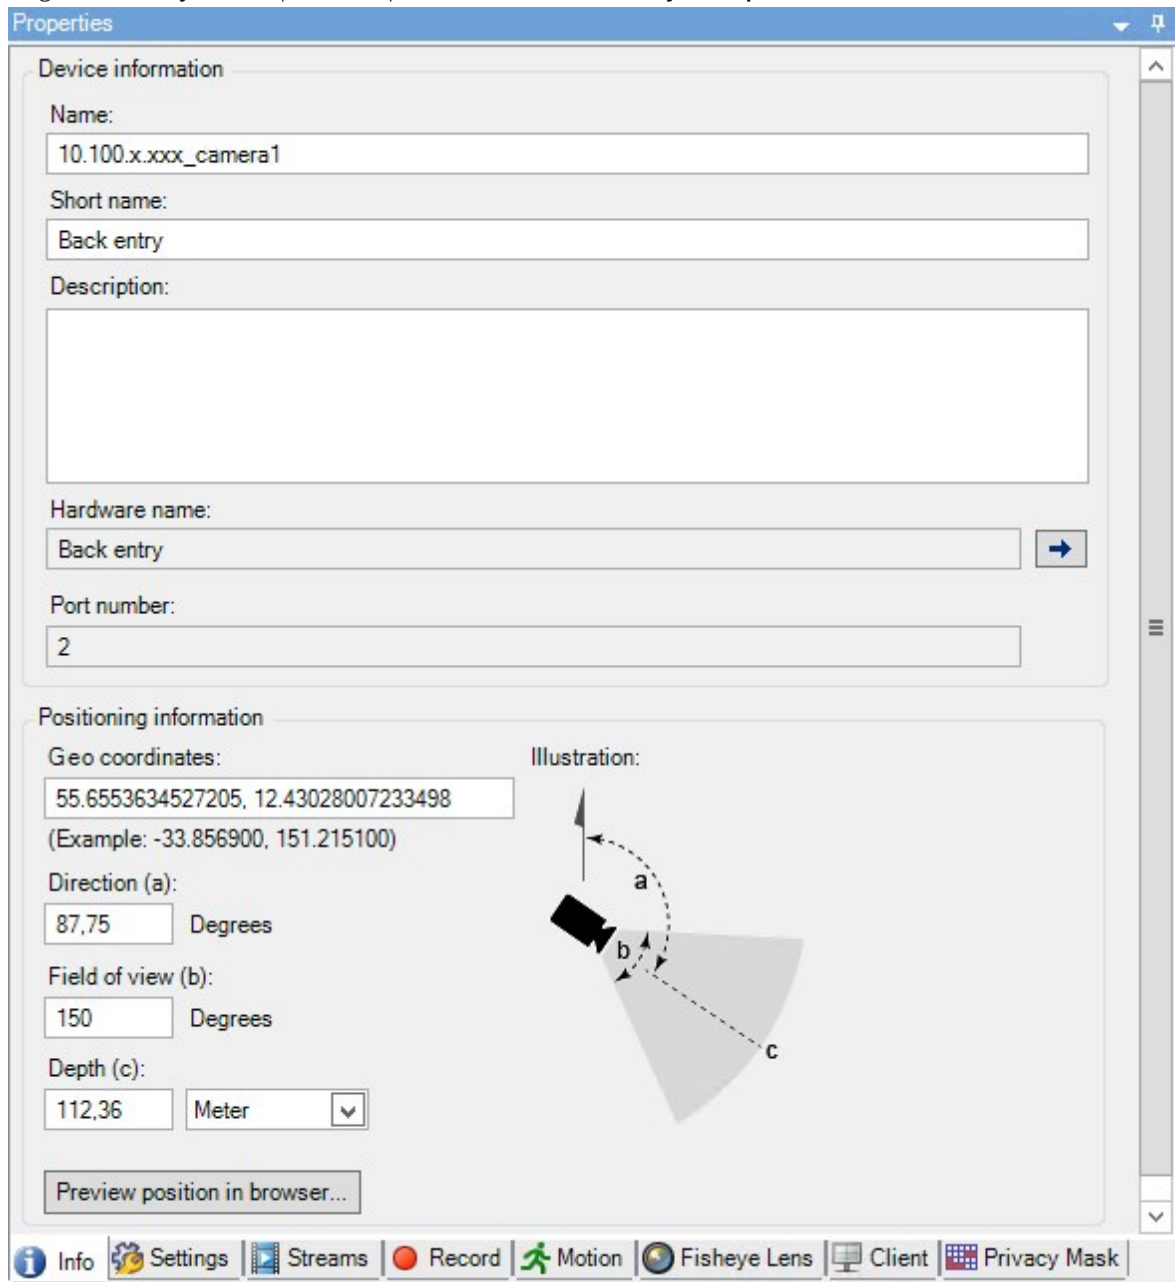 Properties
Device information
Name:
10.100.x.xxx_camera1
Short name:
Back entry
Description:
Hardware name:
Back entry
Port number:
2
Positioning information
Geo coordinates:
Illustration:
55.6553634527205, 12.43028007233498
(Example: -33.856900, 151.215100)
Direction (a):
a
87,75 Degrees
b
Field of view (b):
150 Degrees
c
Depth (c):
112,36 Meter
Preview position in browser...
Info Settings Streams Record Motion Fisheye Lens Client Privacy Mask